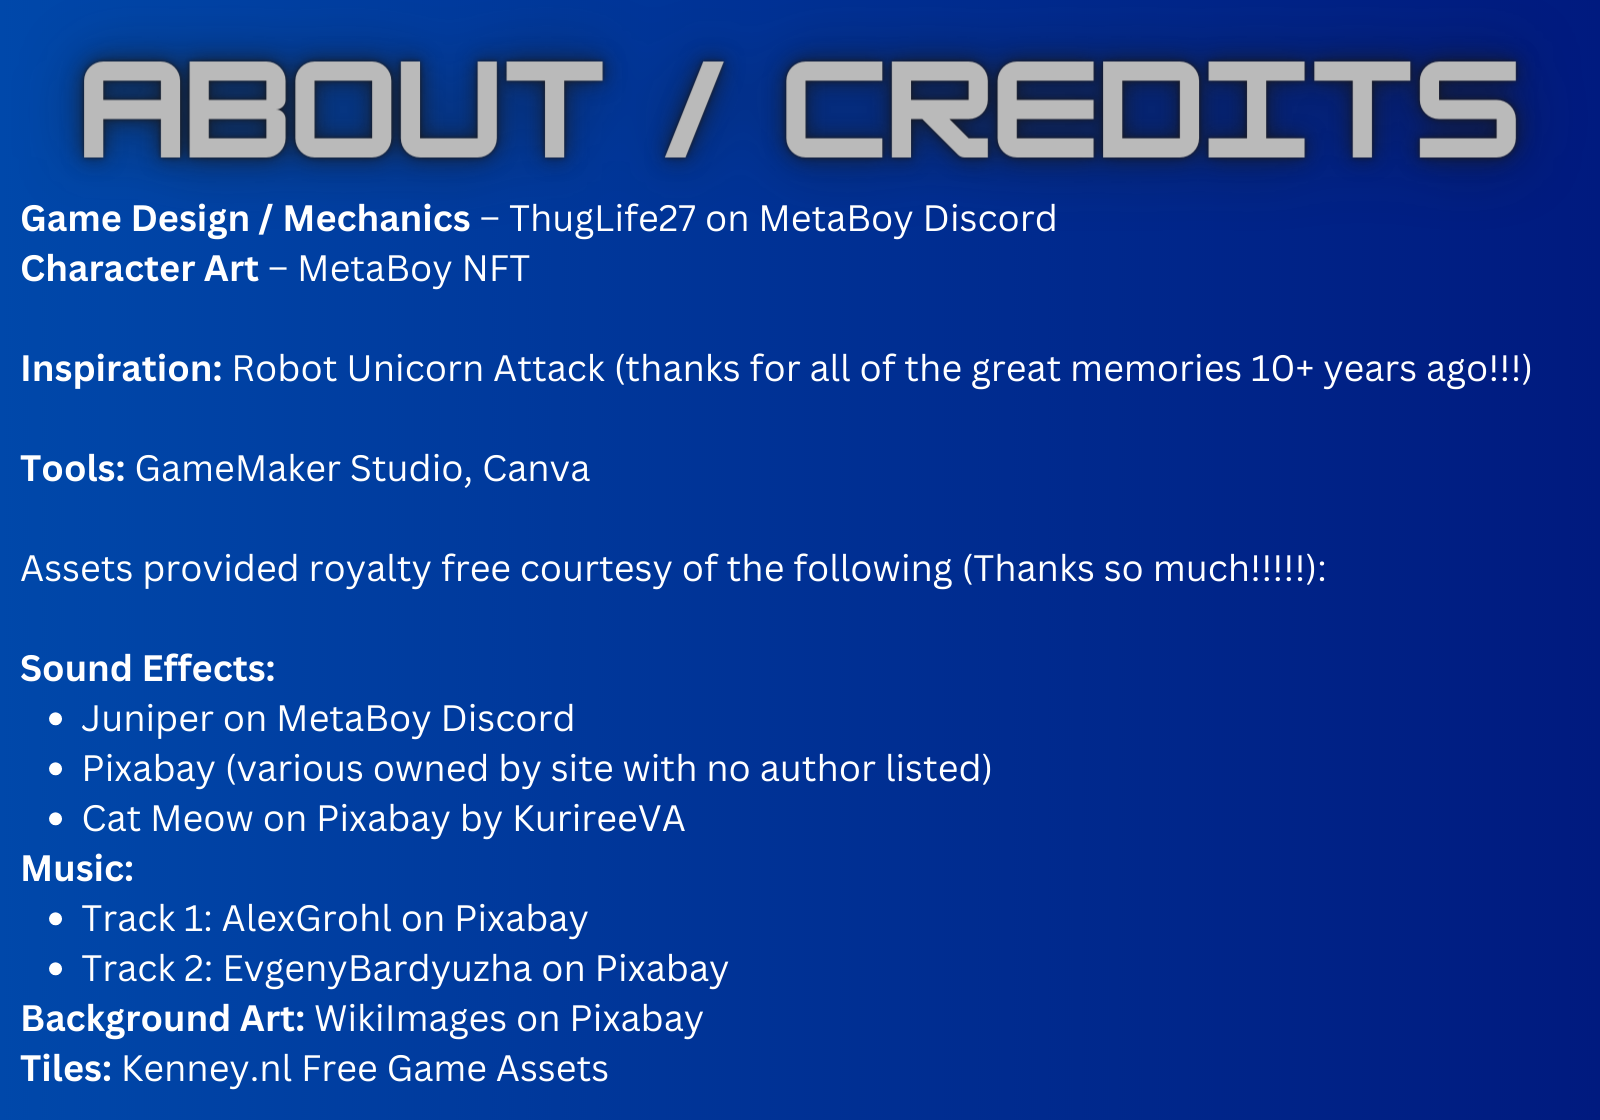 ABOUT / CREDITS
Game Design / Mechanics – ThugLife27 on MetaBoy Discord
Character Art – MetaBoy NFT
Inspiration: Robot Unicorn Attack (thanks for all of the great memories 10+ years ago!!!)
Tools: GameMaker Studio, Canva
Assets provided royalty free courtesy of the following (Thanks so much!!!!!):
Sound Effects:
• Juniper on MetaBoy Discord
• Pixabay (various owned by site with no author listed)
• Cat Meow on Pixabay by KurireeVA
Music:
• Track 1: AlexGrohl on Pixabay
• Track 2: EvgenyBardyuzha on Pixabay
Background Art: WikiImages on Pixabay
Tiles: Kenney.nl Free Game Assets